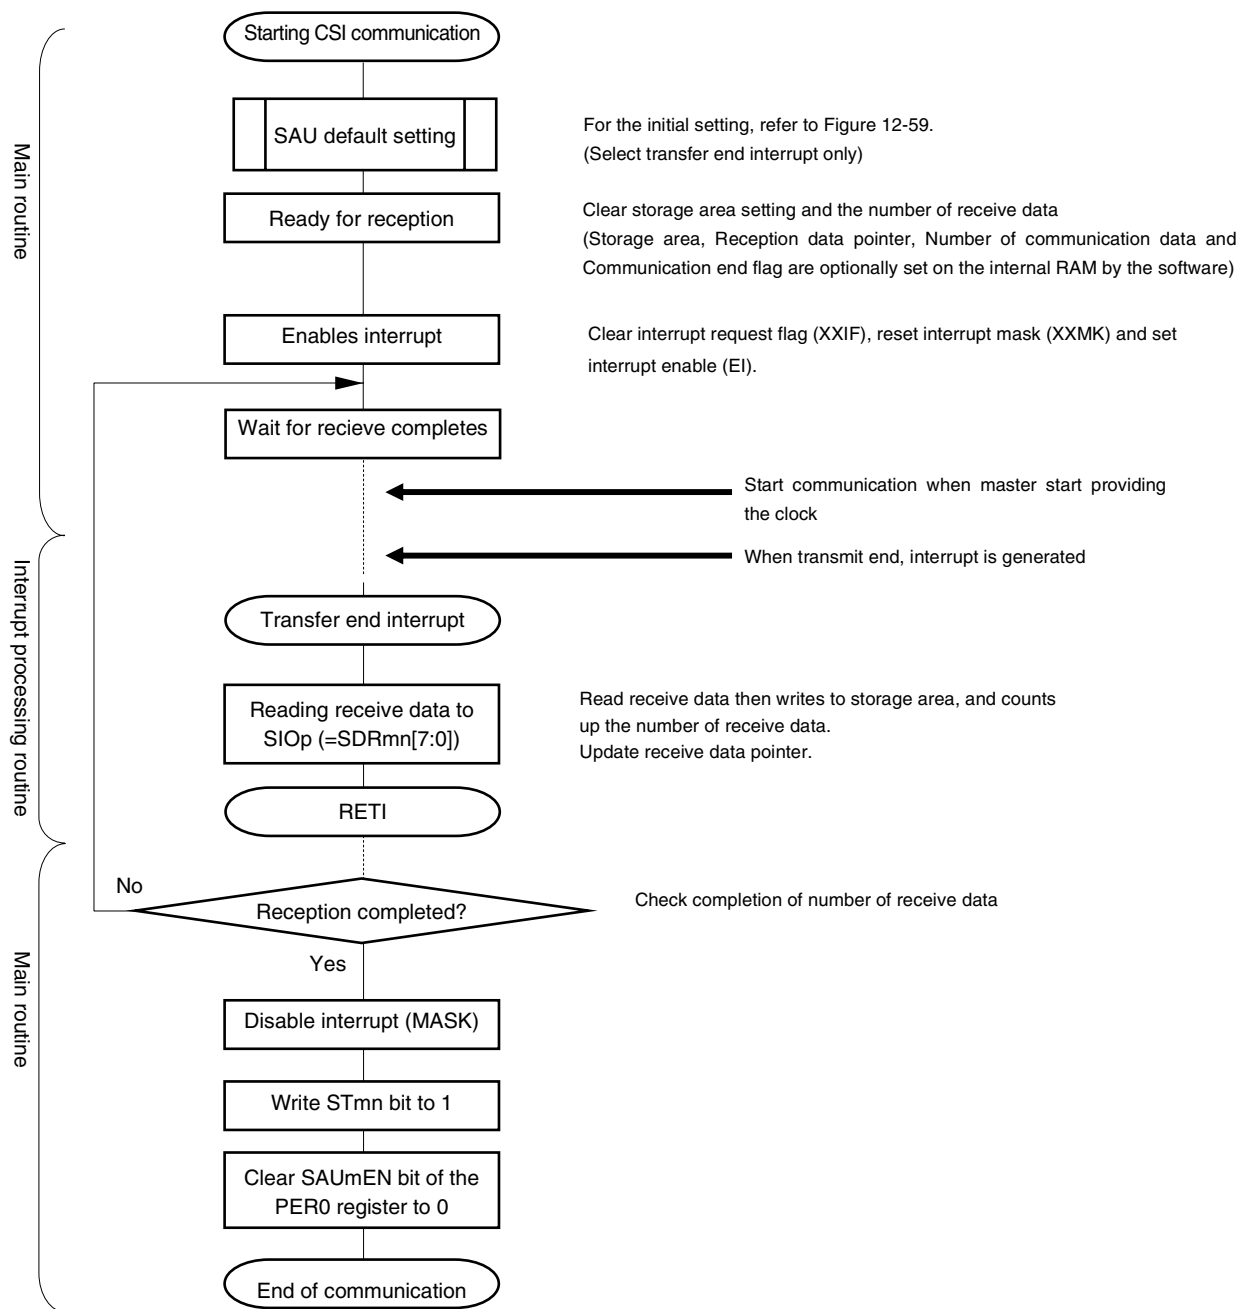 Starting CSI communication
SAU default setting
For the initial setting, refer to Figure 12-59.
(Select transfer end interrupt only)
Main routine
Ready for reception
Clear storage area setting and the number of receive data
(Storage area, Reception data pointer, Number of communication data and
Communication end flag are optionally set on the internal RAM by the software)
Enables interrupt
Clear interrupt request flag (XXIF), reset interrupt mask (XXMK) and set
interrupt enable (EI).
Wait for recieve completes
Start communication when master start providing
the clock
When transmit end, interrupt is generated
Interrupt processing routine
Transfer end interrupt
Reading receive data to
SIOp (=SDRmn[7:0])
Read receive data then writes to storage area, and counts
up the number of receive data.
Update receive data pointer.
RETI
No
Reception completed?
Check completion of number of receive data
Yes
Main routine
Disable interrupt (MASK)
Write STmn bit to 1
Clear SAUmEN bit of the
PER0 register to 0
End of communication